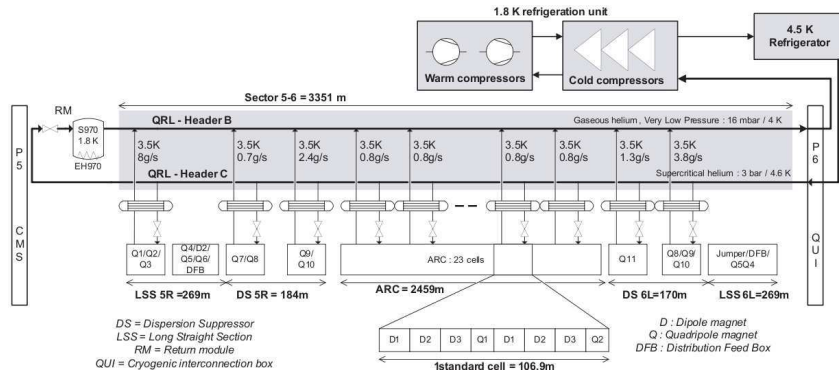 1.8 K refrigeration unit
Warm compressors
Cold compressors
4.5 K
Refrigerator
Sector 5-6 = 3351 m
P5
CMS
RM
S970
1.8 K
EH970
QRL - Header B
Gaseous helium , Very Low Pressure : 16 mbar / 4 K
3.5K
8g/s
3.5K
0.7g/s
3.5K
2.4g/s
3.5K
0.8g/s
3.5K
0.8g/s
3.5K
0.8g/s
3.5K
0.8g/s
3.5K
1.3g/s
3.5K
3.8g/s
QRL - Header C
Supercritical helium : 3 bar / 4.6 K
P6
QUI
Q1/Q2/
Q3
Q4/D2/
Q5/Q6/
DFB
Q7/Q8
Q9/
Q10
ARC : 23 cells
Q11
Q8/Q9/
Q10
Jumper/DFB/
Q5Q4
LSS 5R =269m
DS 5R = 184m
ARC = 2459m
DS 6L=170m
LSS 6L=269m
DS = Dispersion Suppressor
LSS = Long Straight Section
RM = Return module
QUI = Cryogenic interconnection box
D1
D2
D3
Q1
D1
D2
D3
Q2
1standard cell = 106.9m
D : Dipole magnet
Q : Quadripole magnet
DFB : Distribution Feed Box